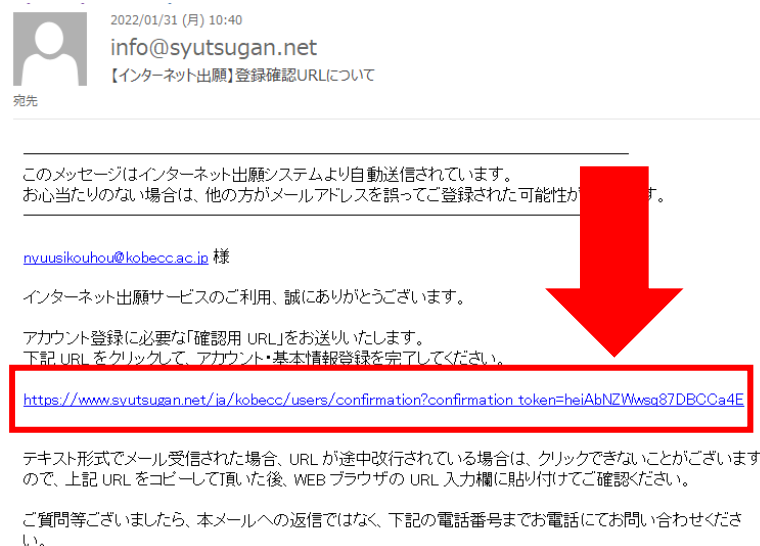 2022/01/31 (月) 10:40
info@syutsugan.net
【インターネット出願】登録確認URLについて
宛先
このメッセージはインターネット出願システムより自動送信されています。
お心当たりのない場合は、他の方がメールアドレスを誤ってご登録された可能性が す。
nyuusikouhou@kobecc.ac.jp 様
インターネット出願サービスのご利用、誠にありがとうございます。
アカウント登録に必要な「確認用 URL」をお送りいたします。
下記 URL をクリックして、アカウント・基本情報登録を完了してください。
https://www.syutsugan.net/ja/kobecc/users/confirmation?confirmation_token=heiAbNZWwsq87DBCCa4E
テキスト形式でメール受信された場合、URL が途中改行されている場合は、クリックできないことがございます
ので、上記 URL をコピーして頂いた後、WEB ブラウザの URL 入力欄に貼り付けてご確認ください。
ご質問等ございましたら、本メールへの返信ではなく、下記の電話番号までお電話にてお問い合わせくださ
い。